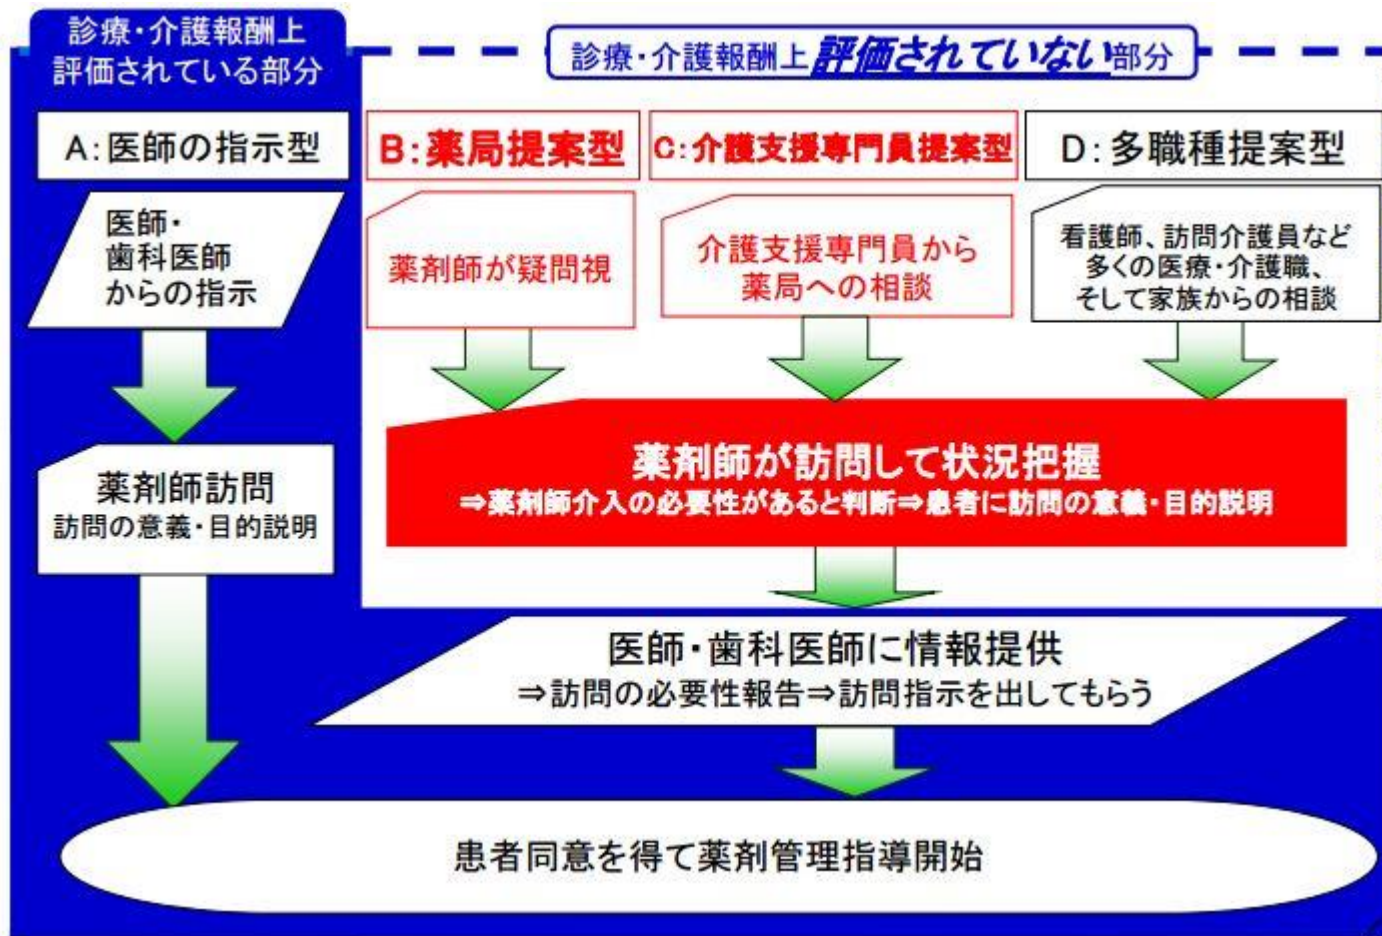 診療・介護報酬上
評価されている部分
診療・介護報酬上評価されていない部分
A:医師の指示型
B:薬局提案型
C:介護支援専門員提案型
D:多職種提案型
医師・
歯科医師
からの指示
薬剤師が疑問視
介護支援専門員から
薬局への相談
看護師、訪問介護員など
多くの医療・介護職、
そして家族からの相談
薬剤師訪問
訪問の意義・目的説明
薬剤師が訪問して状況把握
⇒薬剤師介入の必要性があると判断⇒患者に訪問の意義・目的説明
医師・歯科医師に情報提供
⇒訪問の必要性報告⇒訪問指示を出してもらう
患者同意を得て薬剤管理指導開始